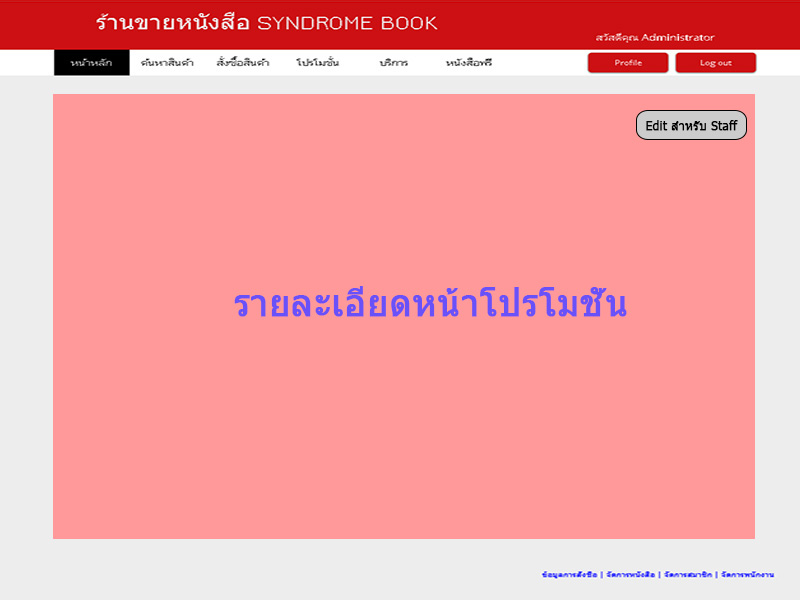 ร้านขายหนังสือ SYNDROME BOOK
สวัสดีคุณ Administrator
หน้าหลัก ค้นหาสินค้า สั่งซื้อสินค้า โปรโมชั่น บริการ หนังสือฟรี Profile Log out
Edit สำหรับ Staff
รายละเอียดหน้าโปรโมชั่น
ข้อมูลการสั่งซื้อ | จัดการหนังสือ | จัดการสมาชิก | จัดการพนักงาน